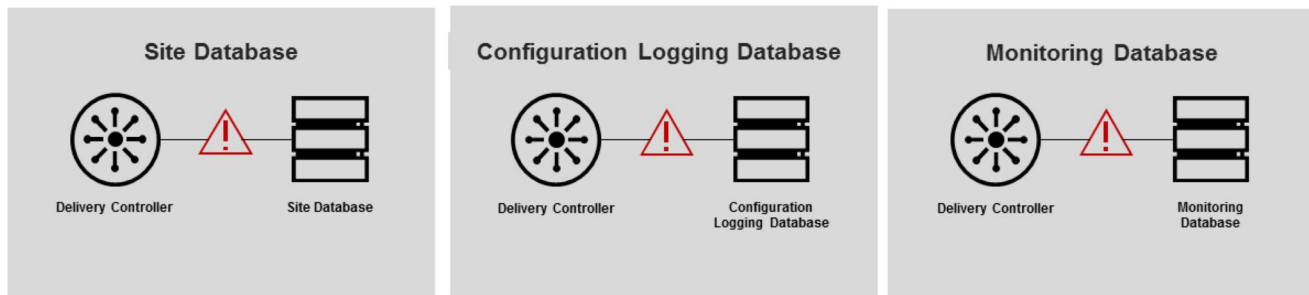 Site Database
Delivery Controller
Site Database
Configuration Logging Database
Delivery Controller
Configuration
Logging Database
Monitoring Database
Delivery Controller
Monitoring
Database